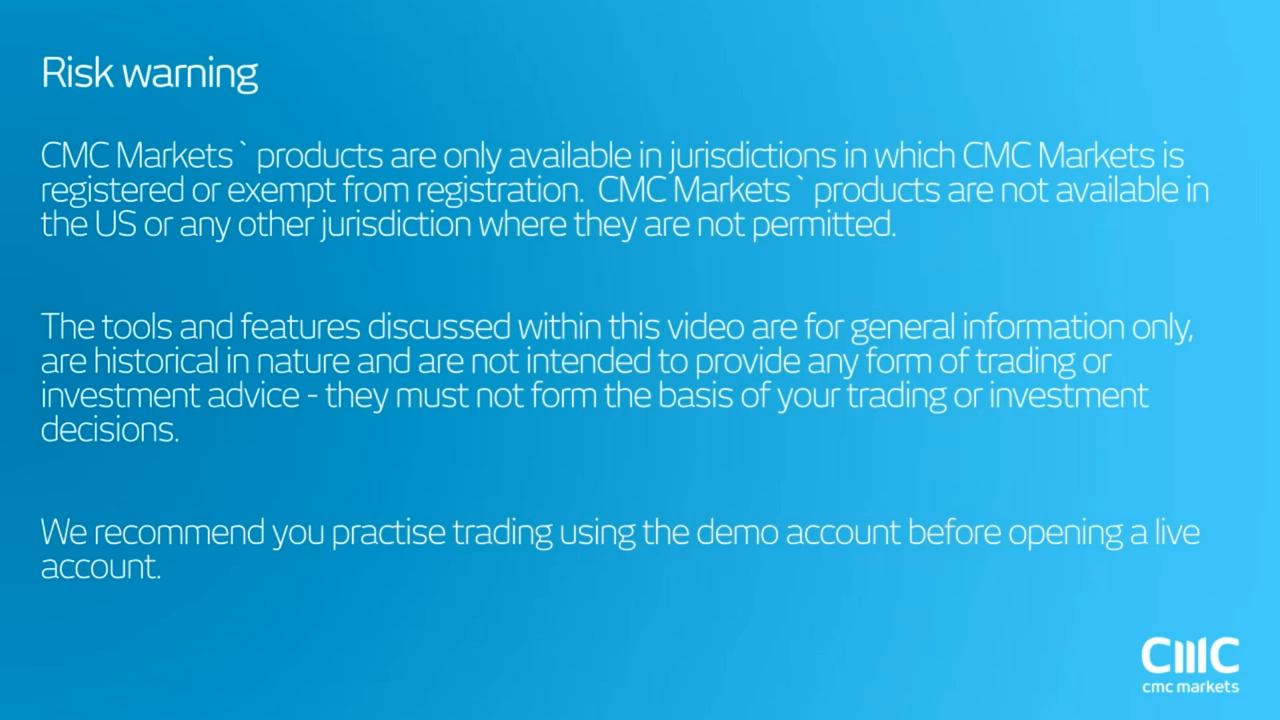 Risk warning
CMC Markets` products are only available in jurisdictions in which CMC Markets is
registered or exempt from registration.  CMC Markets` products are not available in
the US or any other jurisdiction where they are not permitted.
The tools and features discussed within this video are for general information only,
are historical in nature and are not intended to provide any form of trading or
investment advice - they must not form the basis of your trading or investment
decisions.
We recommend you practise trading using the demo account before opening a live
account.
CMC
cmc markets